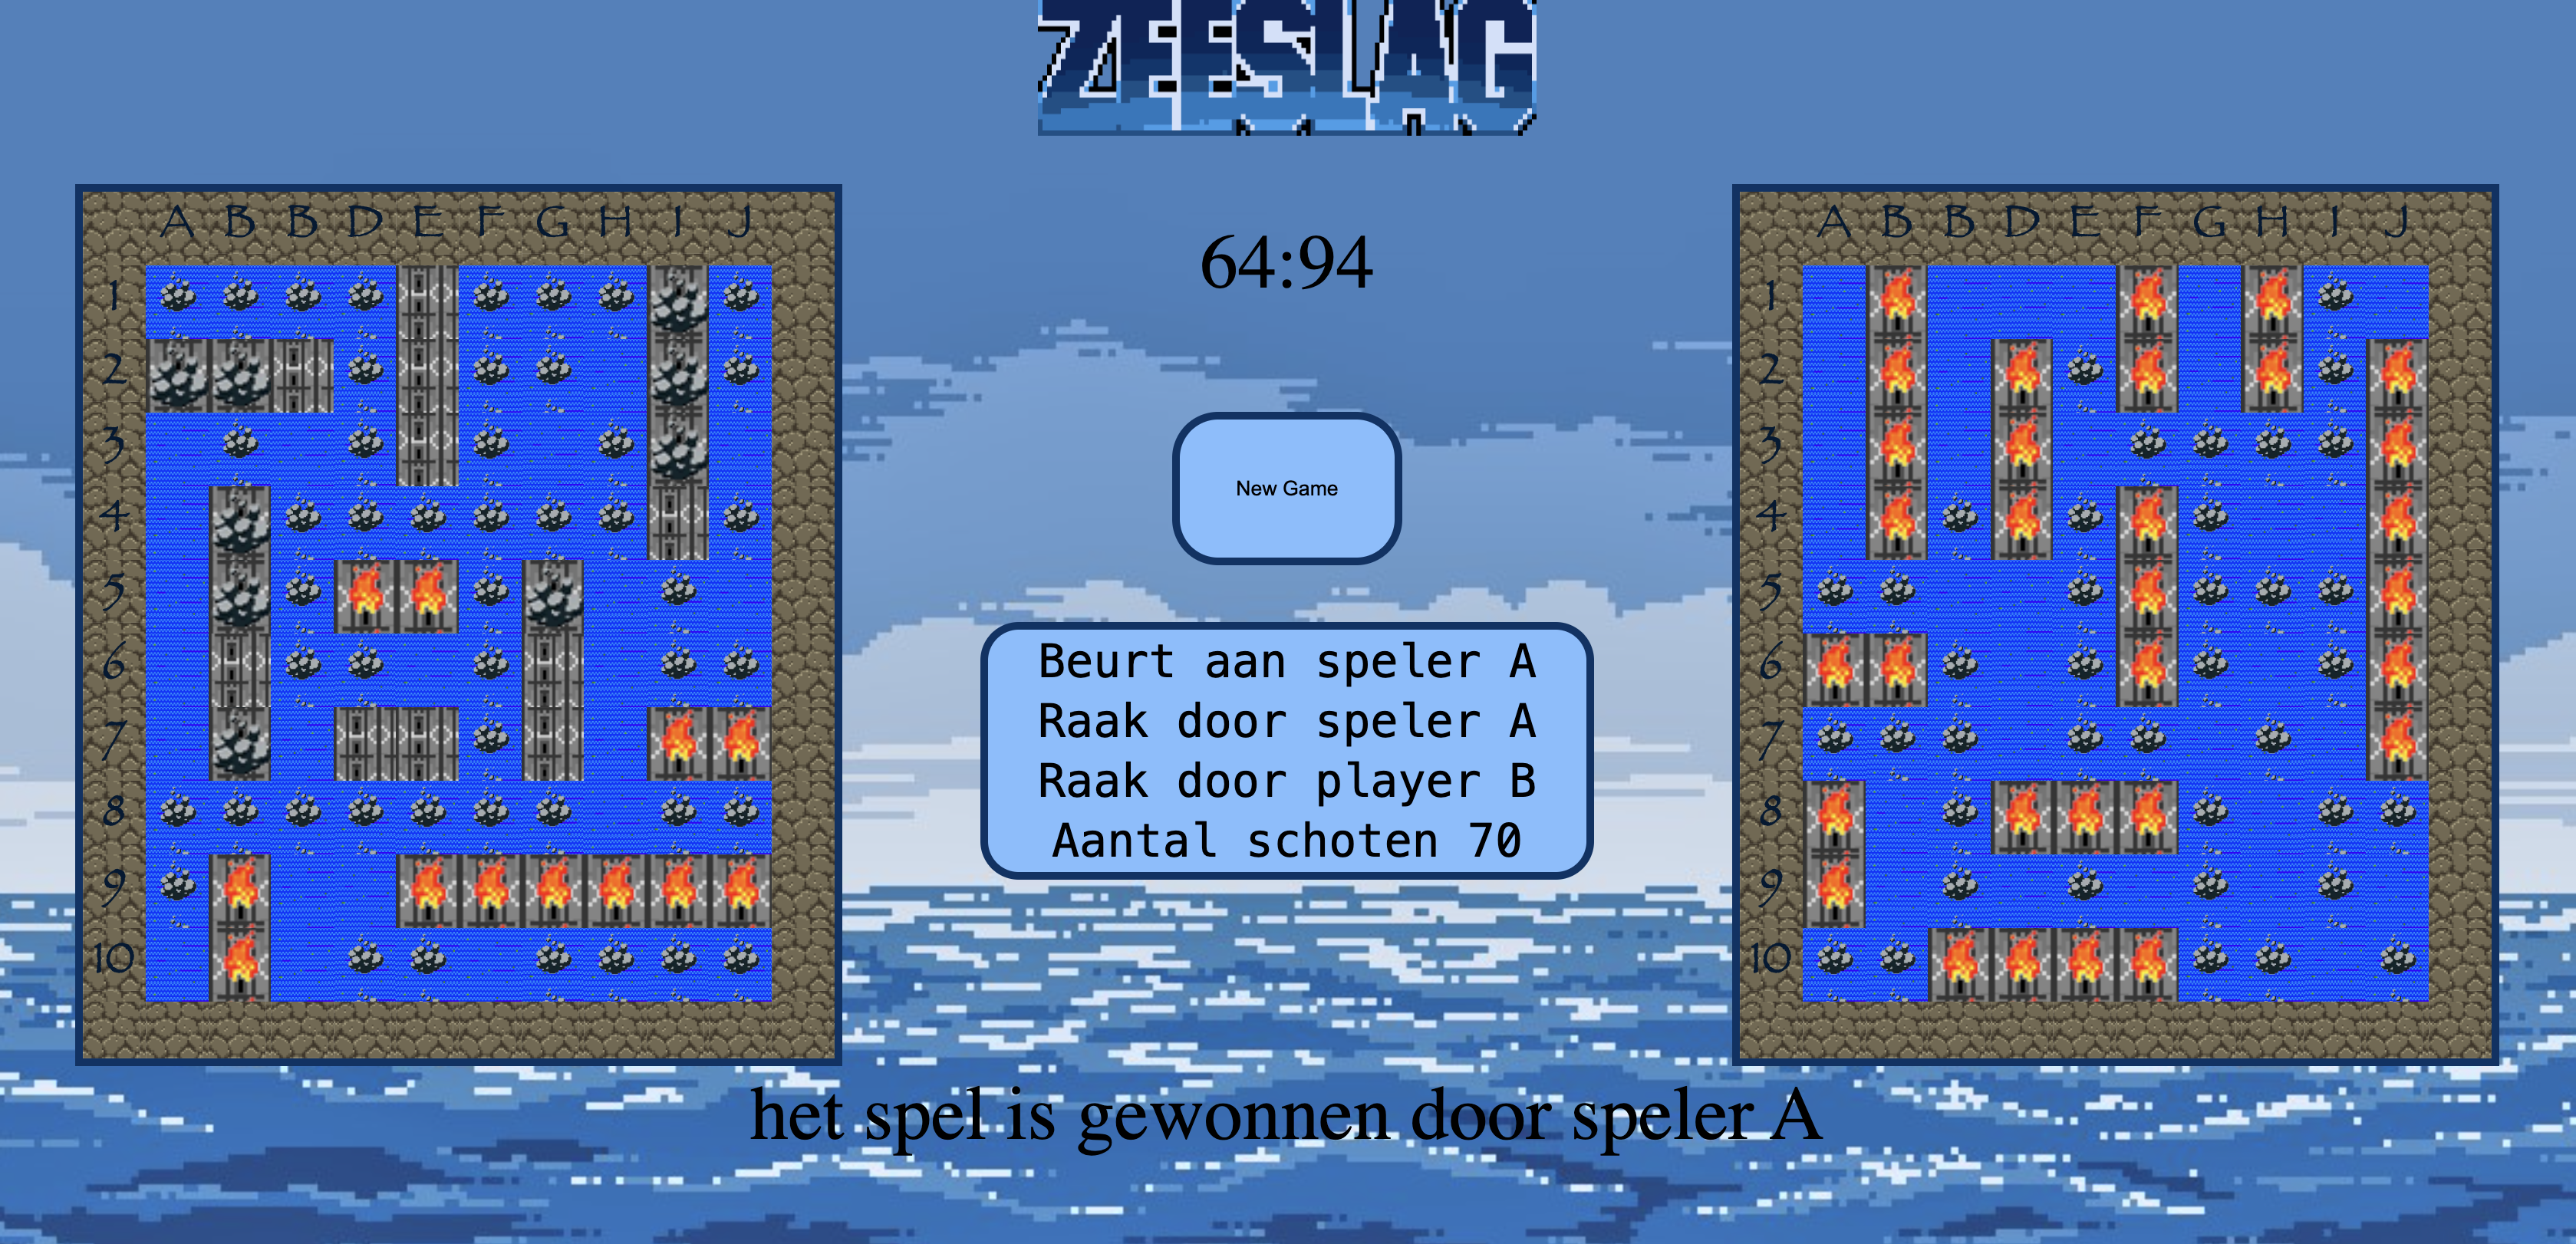 ZEESLAG
A B B D E F G H I J
1
2
3
4
5
6
7
8
9
10
64:94
New Game
Beurt aan speler A
Raak door speler A
Raak door player B
Aantal schoten 70
A B B D E F G H I J
1
2
3
4
5
6
7
8
9
10
het spel is gewonnen door speler A